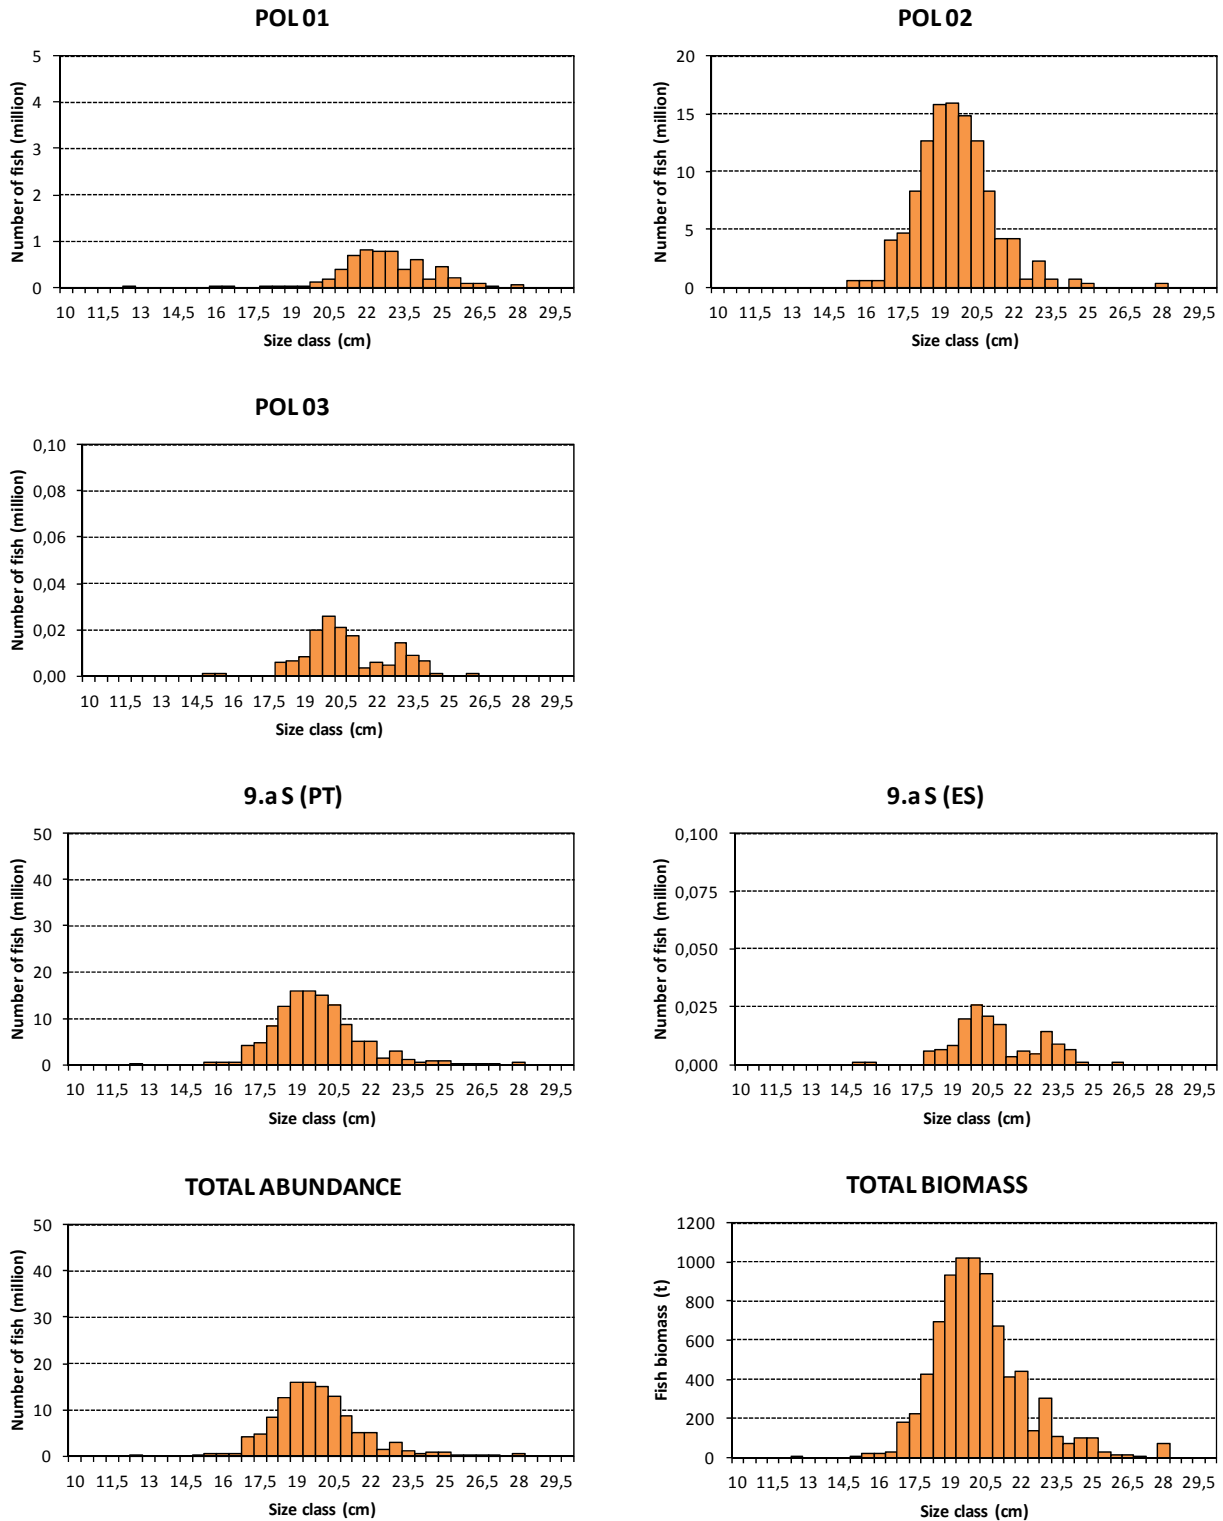 POL 01
Number of fish (million)
5
4
3
2
1
0
10 11,5 13 14,5 16 17,5 19 20,5 22 23,5 25 26,5 28 29,5
Size class (cm)
POL 02
Number of fish (million)
20
15
10
5
0
10 11,5 13 14,5 16 17,5 19 20,5 22 23,5 25 26,5 28 29,5
Size class (cm)
POL 03
Number of fish (million)
0,10
0,08
0,06
0,04
0,02
0,00
10 11,5 13 14,5 16 17,5 19 20,5 22 23,5 25 26,5 28 29,5
Size class (cm)
9.a S (PT)
Number of fish (million)
50
40
30
20
10
0
10 11,5 13 14,5 16 17,5 19 20,5 22 23,5 25 26,5 28 29,5
Size class (cm)
9.a S (ES)
Number of fish (million)
0,100
0,075
0,050
0,025
0,000
10 11,5 13 14,5 16 17,5 19 20,5 22 23,5 25 26,5 28 29,5
Size class (cm)
TOTAL ABUNDANCE
Number of fish (million)
50
40
30
20
10
0
10 11,5 13 14,5 16 17,5 19 20,5 22 23,5 25 26,5 28 29,5
Size class (cm)
TOTAL BIOMASS
Fish biomass (t)
1200
1000
800
600
400
200
0
10 11,5 13 14,5 16 17,5 19 20,5 22 23,5 25 26,5 28 29,5
Size class (cm)